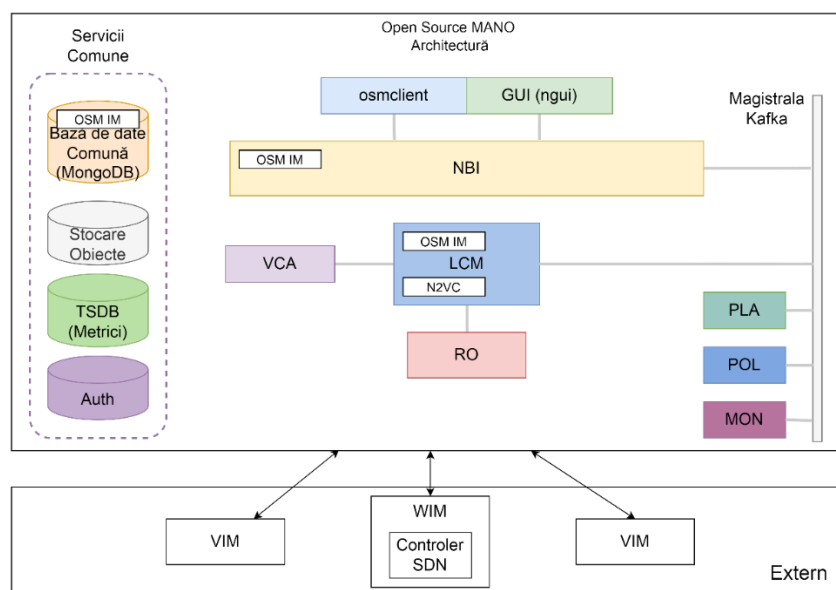 Servicii
Comune
Open Source MANO
Architectură
OSM IM
Baza de date
Comună
(MongoDB)
Stocare
Obiecte
TSDB
(Metrici)
Auth
osmclient
GUI (ngui)
OSM IM
NBI
Magistrala
Kafka
VCA
OSM IM
LCM
N2VC
RO
PLA
POL
MON
VIM
WIM
Controler
SDN
VIM
Extern